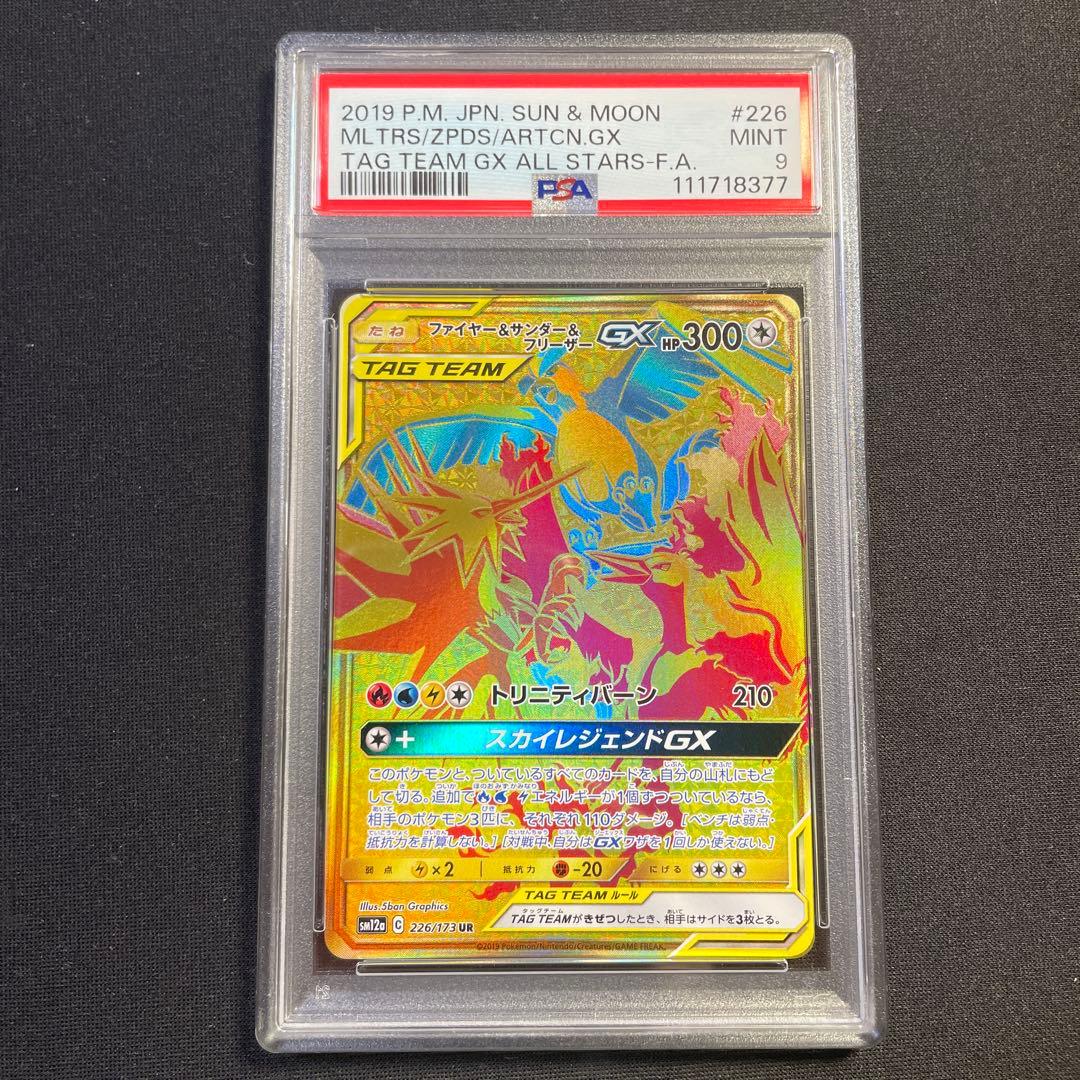 2019 P.M. JPN. SUN & MOON #226
MLTRS/ZPDS/ARTCN.GX MINT
TAG TEAM GX ALL STARS-F.A. 9
PSA 111718377
たね ファイヤー&サンダー&フリーザー GX HP300
TAG TEAM
トリニティバーン 210
+ スカイレジェンドGX
このポケモンと、ついているすべてのカードを、自分の山札にもど
して切る。追加でエネルギーが1個ずつついているなら、
相手のポケモン3匹に、それぞれ110ダメージ。[ベンチは弱点・
抵抗力を計算しない。] [対戦中、自分はGXワザを1回しか使えない。]
弱点 ×2 抵抗力 -20 にげる
TAG TEAM ルール
TAG TEAMがきぜつしたとき、相手はサイドを3枚とる。
Illus. 5ban Graphics
sm12a C 226/173 UR
©2019 Pokémon/Nintendo/Creatures/GAME FREAK.